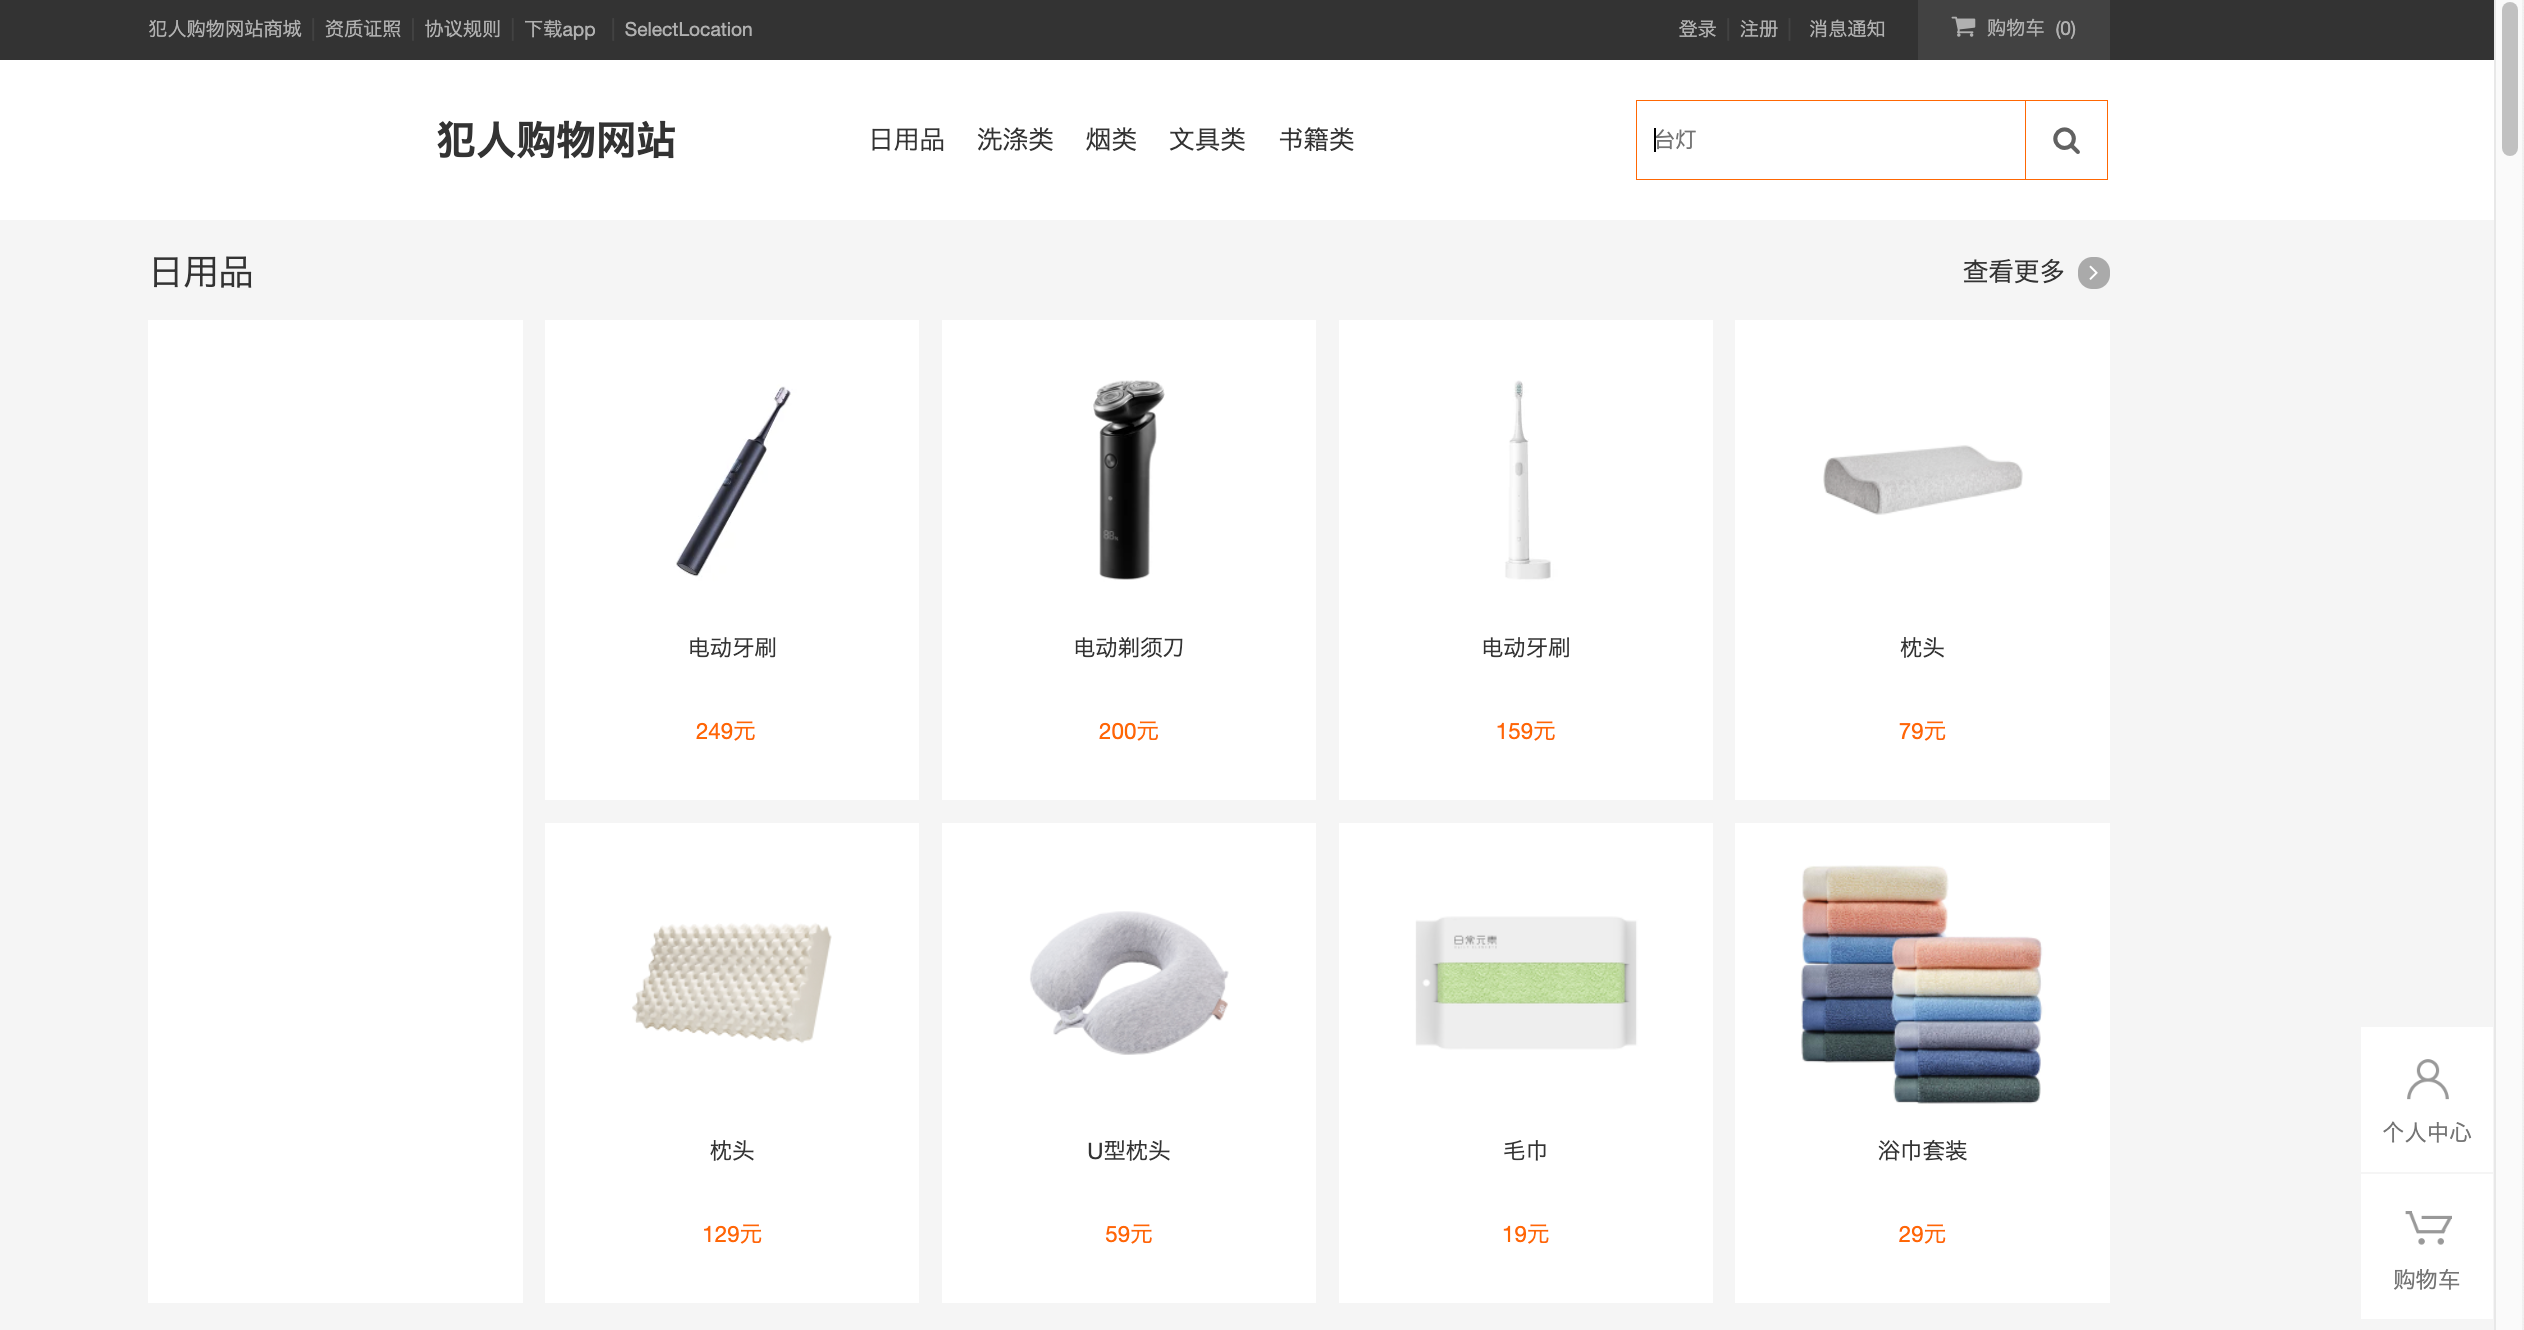 犯人购物网站商城 资质证照 协议规则 下载app SelectLocation 登录 注册 消息通知 购物车 (0)
犯人购物网站 日用品 洗涤类 烟类 文具类 书籍类 台灯
日用品 查看更多
电动牙刷 电动剃须刀 电动牙刷 枕头
249元 200元 159元 79元
日常元素
枕头 U型枕头 毛巾 浴巾套装
129元 59元 19元 29元
个人中心
购物车